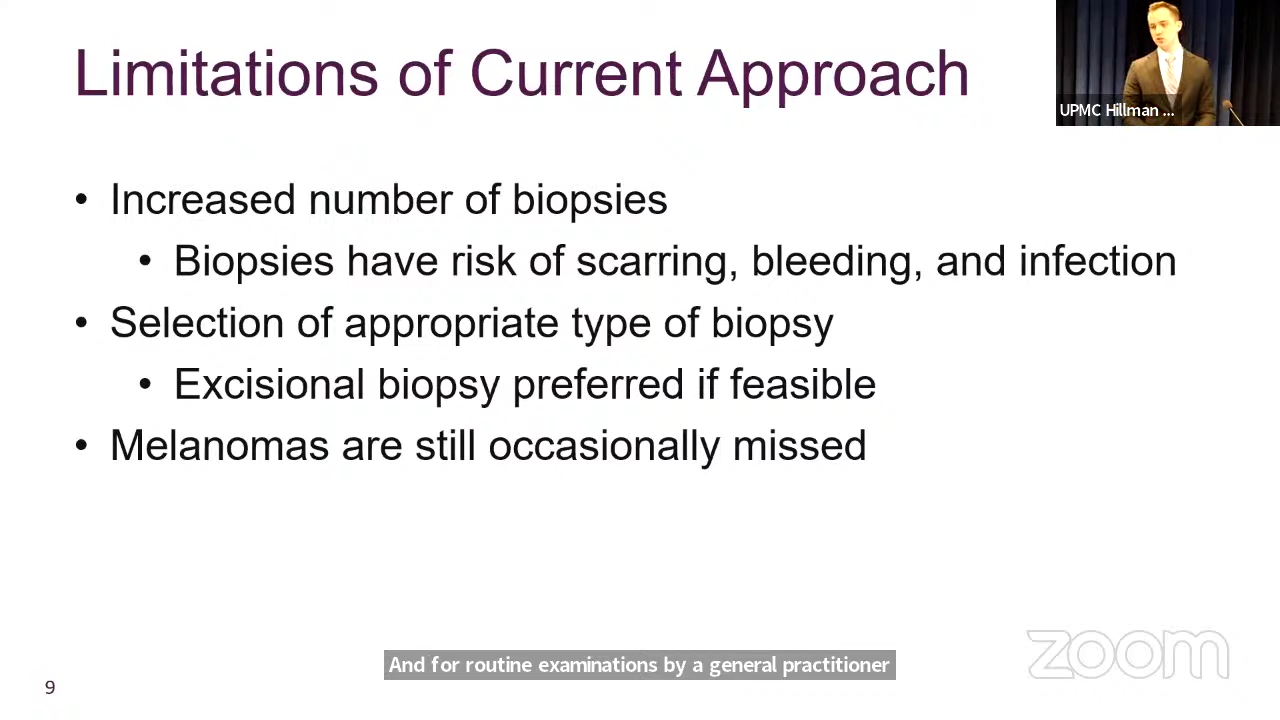 Limitations of Current Approach
UPMC Hillman ...
• Increased number of biopsies
• Biopsies have risk of scarring, bleeding, and infection
• Selection of appropriate type of biopsy
• Excisional biopsy preferred if feasible
• Melanomas are still occasionally missed
zoom
And for routine examinations by a general practitioner
9